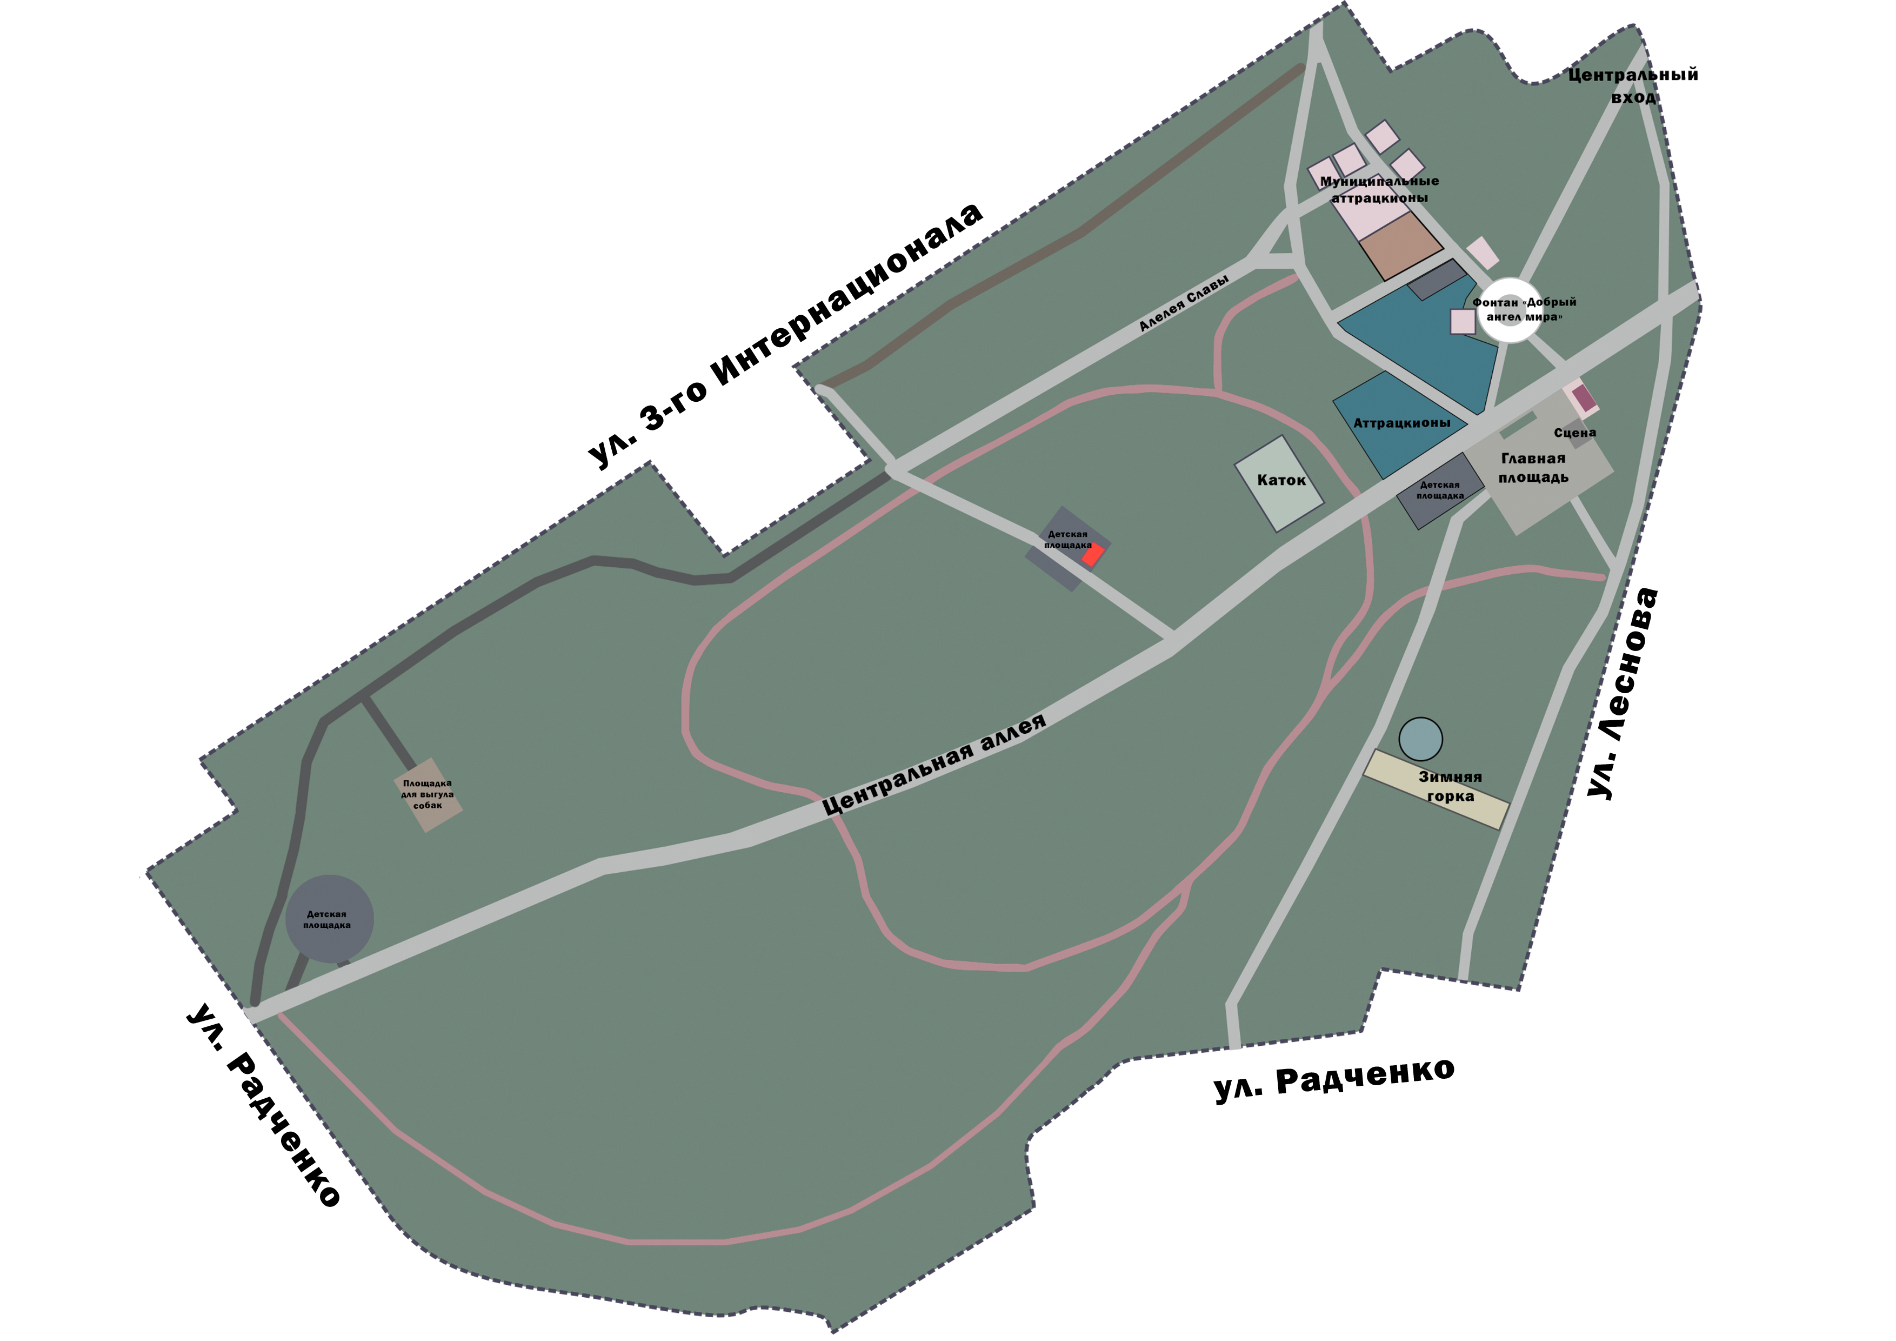 Центральный
вход
Муниципальные
аттракционы
ул. 3-го Интернационала
Алелея Славы
Фонтан «Добрый
ангел мира»
Аттракционы
Сцена
Главная
площадь
Каток
Детская
площадка
Детская
площадка
ул. Леснова
Центральная аллея
Зимняя
горка
Площадка
для выгула
собак
Детская
площадка
ул. Радченко
ул. Радченко